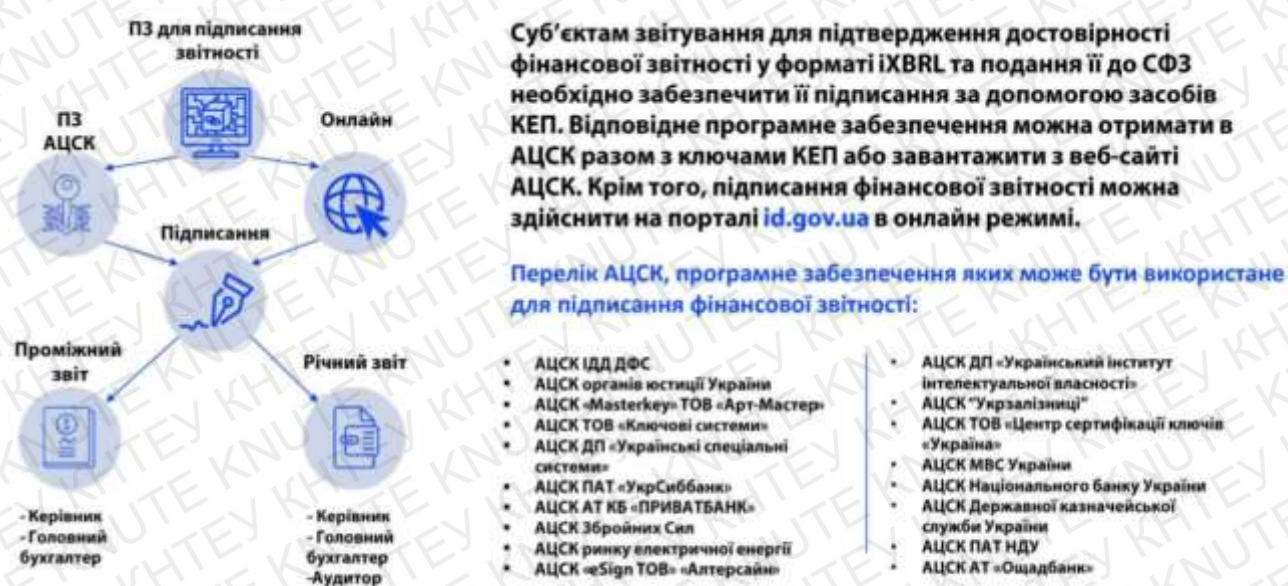 ПЗ для підписання
звітності
ПЗ
АЦСК
Онлайн
Підписання
Проміжний
звіт
Річний звіт
- Керівник
- Головний
бухгалтер
- Керівник
- Головний
бухгалтер
-Аудитор
Суб’єктам звітування для підтвердження достовірності
фінансової звітності у форматі iXBRL та подання її до СФЗ
необхідно забезпечити її підписання за допомогою засобів
КЕП. Відповідне програмне забезпечення можна отримати в
АЦСК разом з ключами КЕП або завантажити з веб-сайті
АЦСК. Крім того, підписання фінансової звітності можна
здійснити на порталі id.gov.ua в онлайн режимі.
Перелік АЦСК, програмне забезпечення яких може бути використане
для підписання фінансової звітності:
• АЦСК ІДД ДФС
• АЦСК органів юстиції України
• АЦСК «Masterkey» ТОВ «Арт-Мастер»
• АЦСК ТОВ «Ключові системи»
• АЦСК ДП «Українські спеціальні
системи»
• АЦСК ПАТ «УкрСиббанк»
• АЦСК АТ КБ «ПРИВАТБАНК»
• АЦСК Збройних Сил
• АЦСК ринку електричної енергії
• АЦСК «eSign ТОВ» «Алтерсайн»
• АЦСК ДП «Український інститут
інтелектуальної власності»
• АЦСК "Укрзалізниці"
• АЦСК ТОВ «Центр сертифікації ключів
«Україна»
• АЦСК МВС України
• АЦСК Національного банку України
• АЦСК Державної казначейської
служби України
• АЦСК ПАТ НДУ
• АЦСК АТ «Ощадбанк»